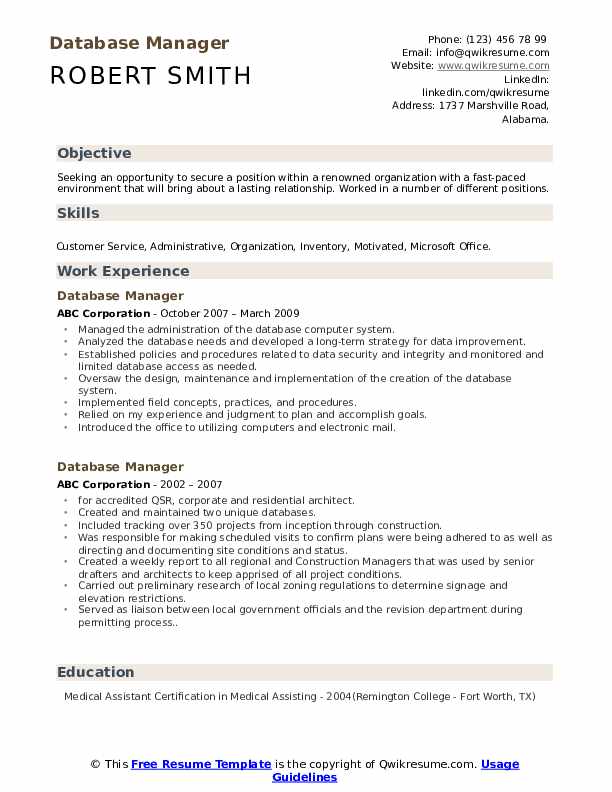 Database Manager
ROBERT SMITH
Phone: (123) 456 78 99
Email: info@qwikresume.com
Website: www.qwikresume.com
LinkedIn:
linkedin.com/qwikresume
Address: 1737 Marshville Road,
Alabama.
Objective
Seeking an opportunity to secure a position within a renowned organization with a fast-paced
environment that will bring about a lasting relationship. Worked in a number of different positions.
Skills
Customer Service, Administrative, Organization, Inventory, Motivated, Microsoft Office.
Work Experience
Database Manager
ABC Corporation - October 2007 – March 2009
• Managed the administration of the database computer system.
• Analyzed the database needs and developed a long-term strategy for data improvement.
• Established policies and procedures related to data security and integrity and monitored and
limited database access as needed.
• Oversaw the design, maintenance and implementation of the creation of the database
system.
• Implemented field concepts, practices, and procedures.
• Relied on my experience and judgment to plan and accomplish goals.
• Introduced the office to utilizing computers and electronic mail.
Database Manager
ABC Corporation - 2002 – 2007
• for accredited QSR, corporate and residential architect.
• Created and maintained two unique databases.
• Included tracking over 350 projects from inception through construction.
• Was responsible for making scheduled visits to confirm plans were being adhered to as well as
directing and documenting site conditions and status.
• Created a weekly report to all regional and Construction Managers that was used by senior
drafters and architects to keep apprised of all project conditions.
• Carried out preliminary research of local zoning regulations to determine signage and
elevation restrictions.
• Served as liaison between local government officials and the revision department during
permitting process..
Education
Medical Assistant Certification in Medical Assisting - 2004(Remington College - Fort Worth, TX)
© This Free Resume Template is the copyright of Qwikresume.com. Usage
Guidelines